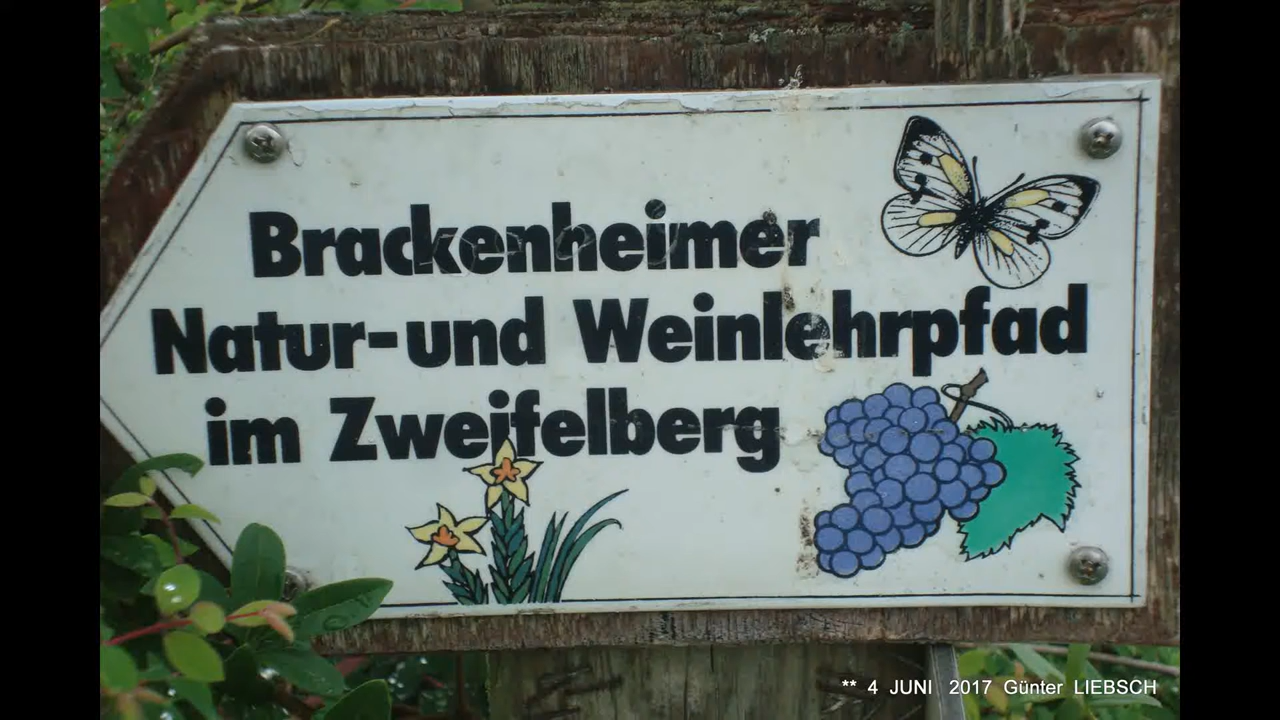 Brackenheimer
Natur-und Weinlehrpfad
im Zweifelberg
** 4 JUNI 2017 Günter LIEBSCH